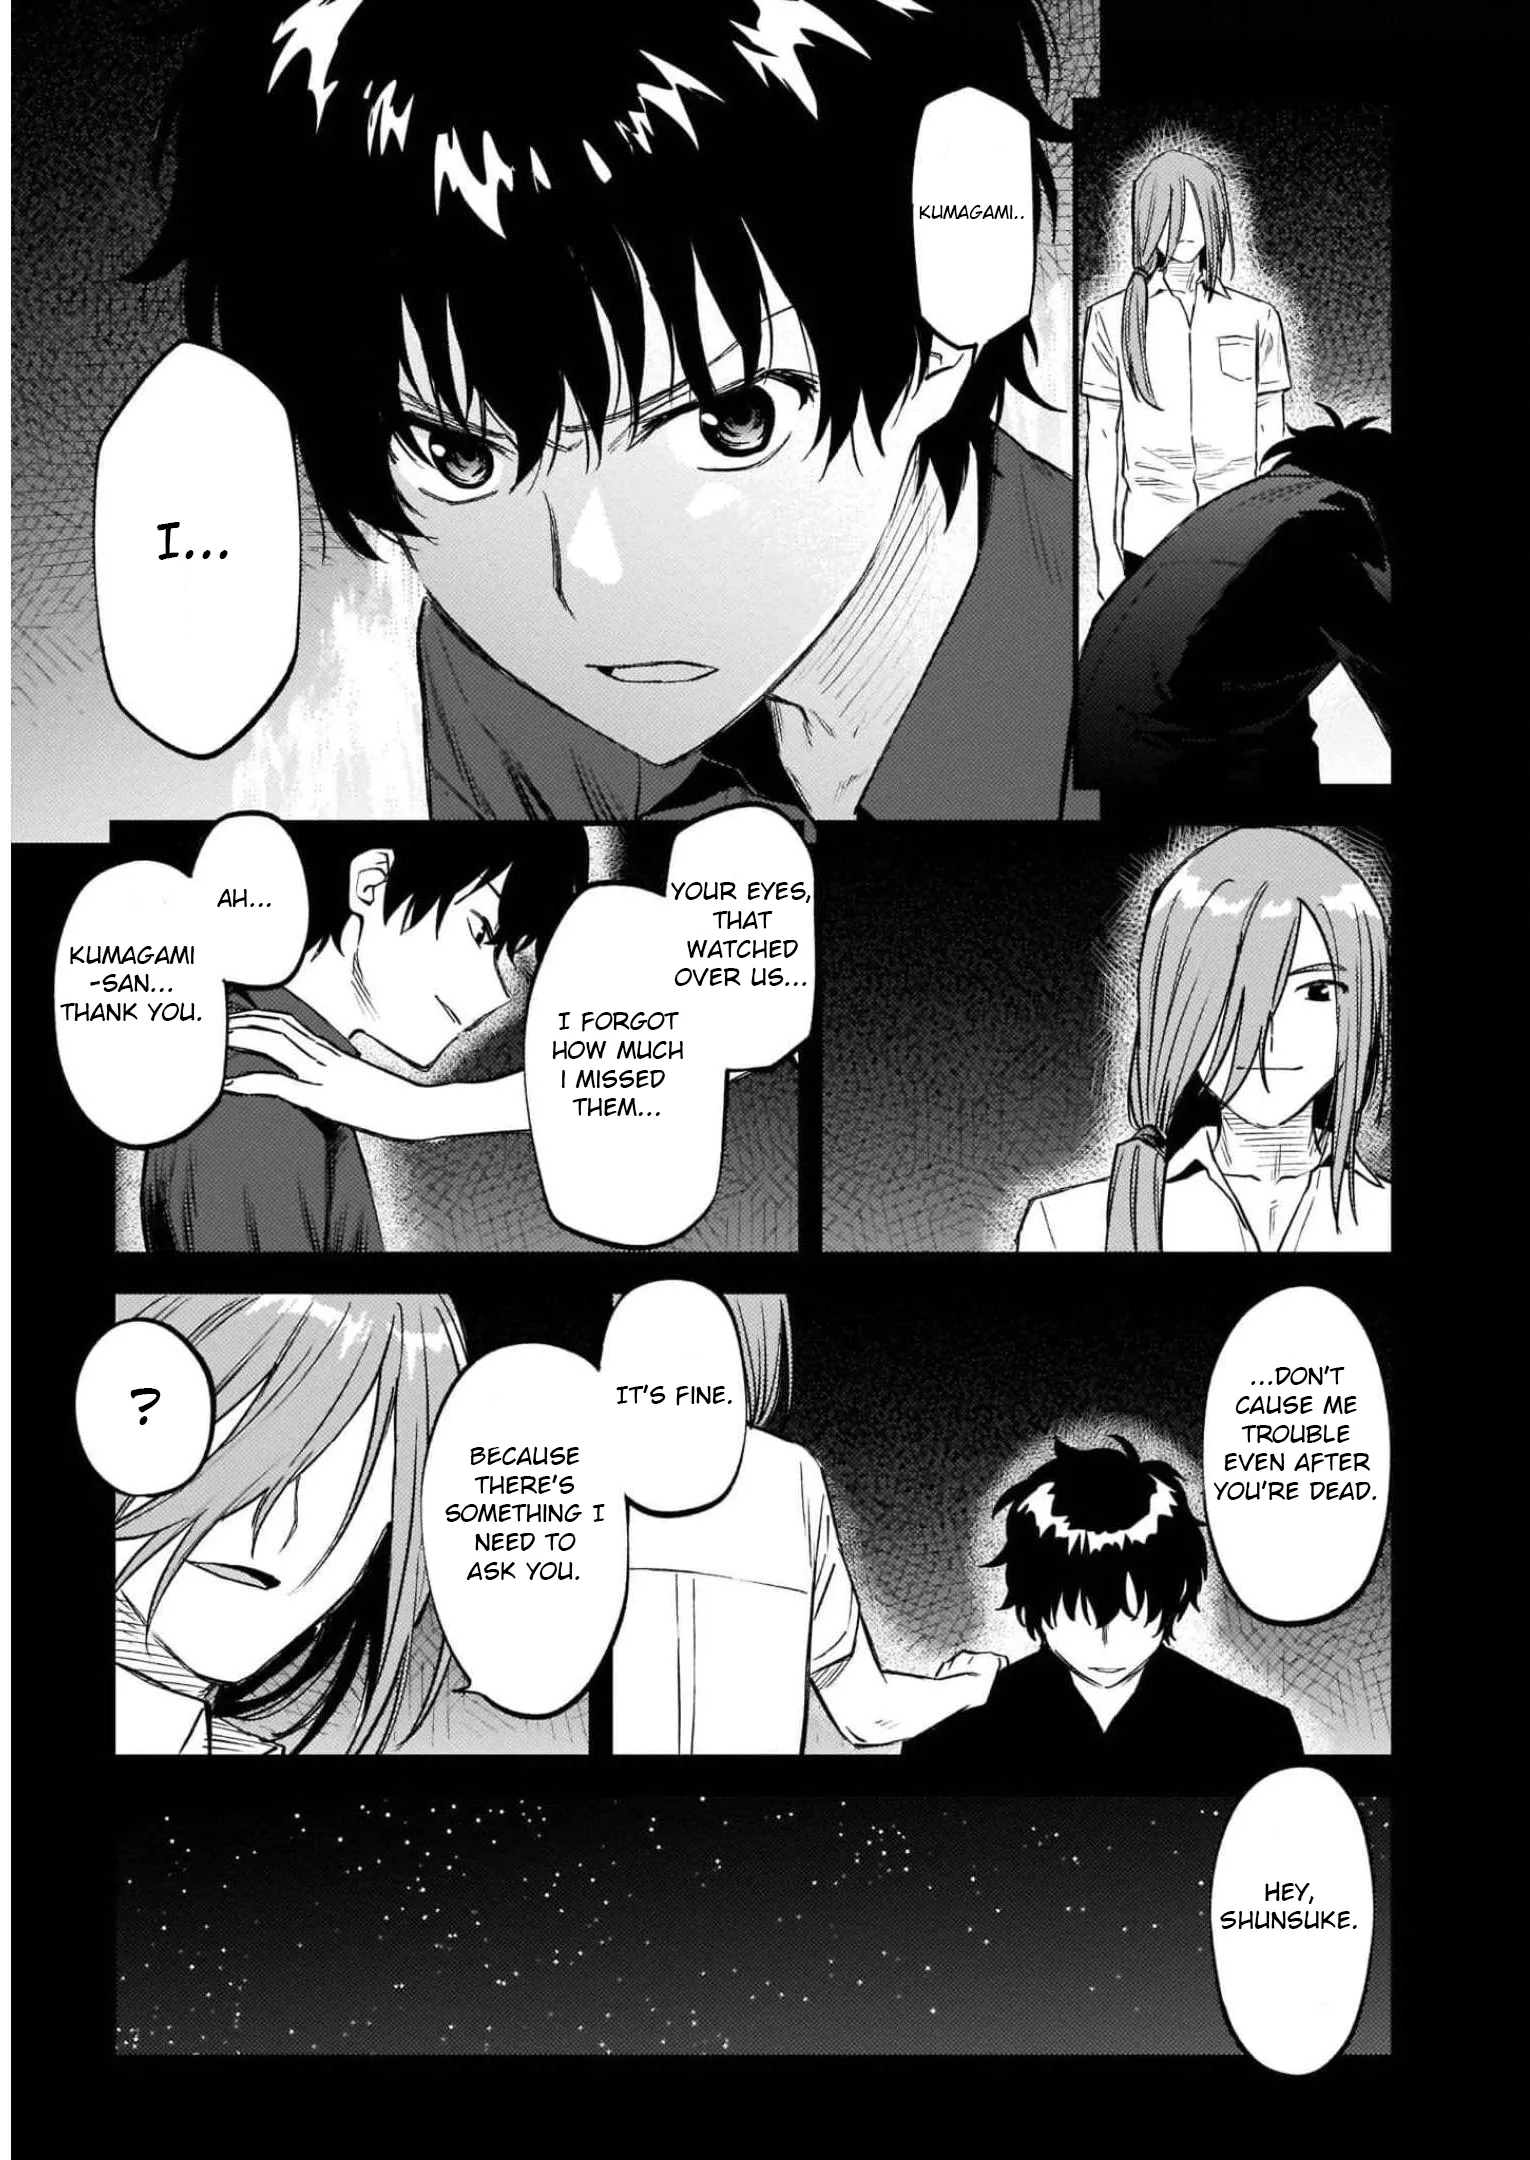 KUMAGAMI..
I...
YOUR EYES,
THAT
WATCHED
OVER US...
I FORGOT
HOW MUCH
I MISSED
THEM...
AH...
KUMAGAMI
-SAN...
THANK YOU.
...DON'T
CAUSE ME
TROUBLE
EVEN AFTER
YOU'RE DEAD.
IT'S FINE.
BECAUSE
THERE'S
SOMETHING I
NEED TO
ASK YOU.
?
HEY,
SHUNSUKE.